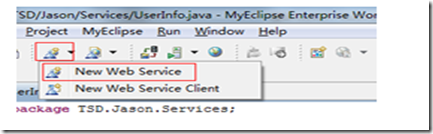 TSD/Jason/Services/UserInfo.java - MyEclipse Enterprise Wor
Project MyEclipse Run Window Help
New Web Service
New Web Service Client
package TSD.Jason.Services;